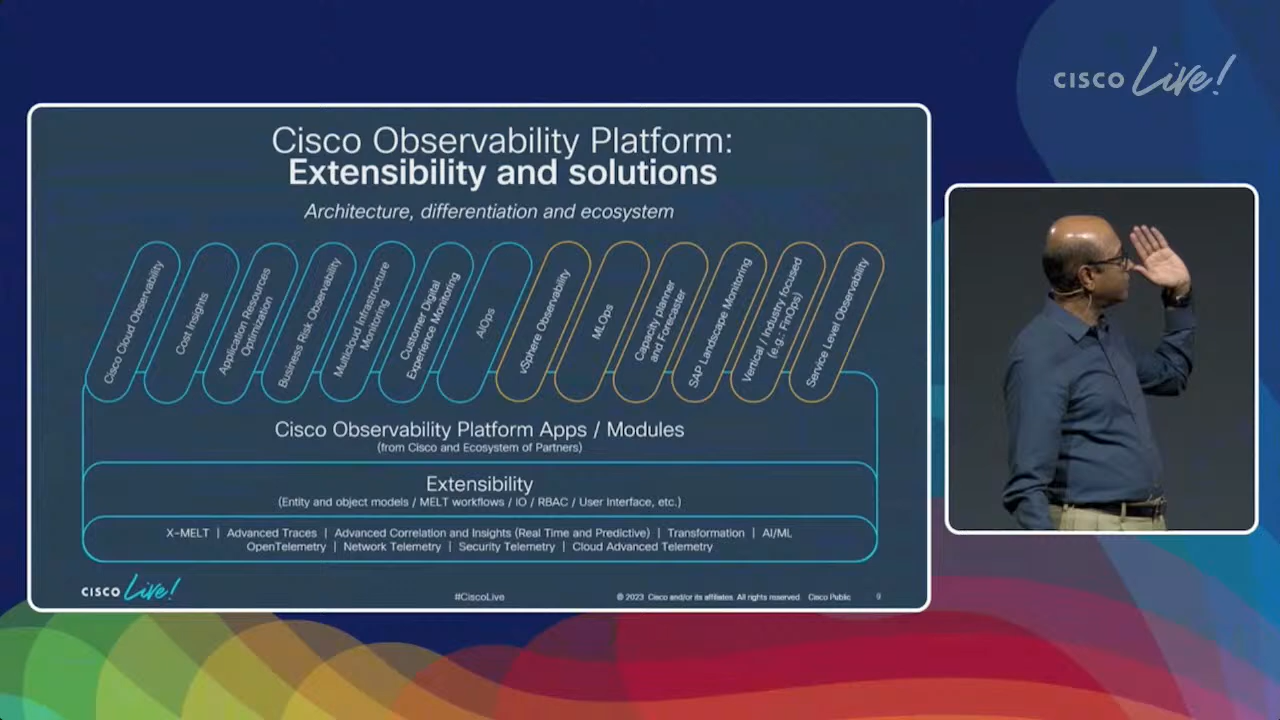 CISCO Live!
Cisco Observability Platform:
Extensibility and solutions
Architecture, differentiation and ecosystem
Cisco Cloud Observability
Cost Insights
Application Resources
Optimization
Business Risk Observability
Multicloud Infrastructure
Monitoring
Customer Digital
Experience Monitoring
AIOps
vSphere Observability
MLOps
Capacity planner
and Forecaster
SAP Landscape Monitoring
Vertical / Industry focused
(e.g.: FinOps)
Service Level Observability
Cisco Observability Platform Apps / Modules
(from Cisco and Ecosystem of Partners)
Extensibility
(Entity and object models / MELT workflows / IO / RBAC / User Interface, etc.)
X-MELT | Advanced Traces | Advanced Correlation and Insights (Real Time and Predictive) | Transformation | AI/ML
OpenTelemetry | Network Telemetry | Security Telemetry | Cloud Advanced Telemetry
CISCO Live!
#CiscoLive
© 2023 Cisco and/or its affiliates. All rights reserved. Cisco Public
9